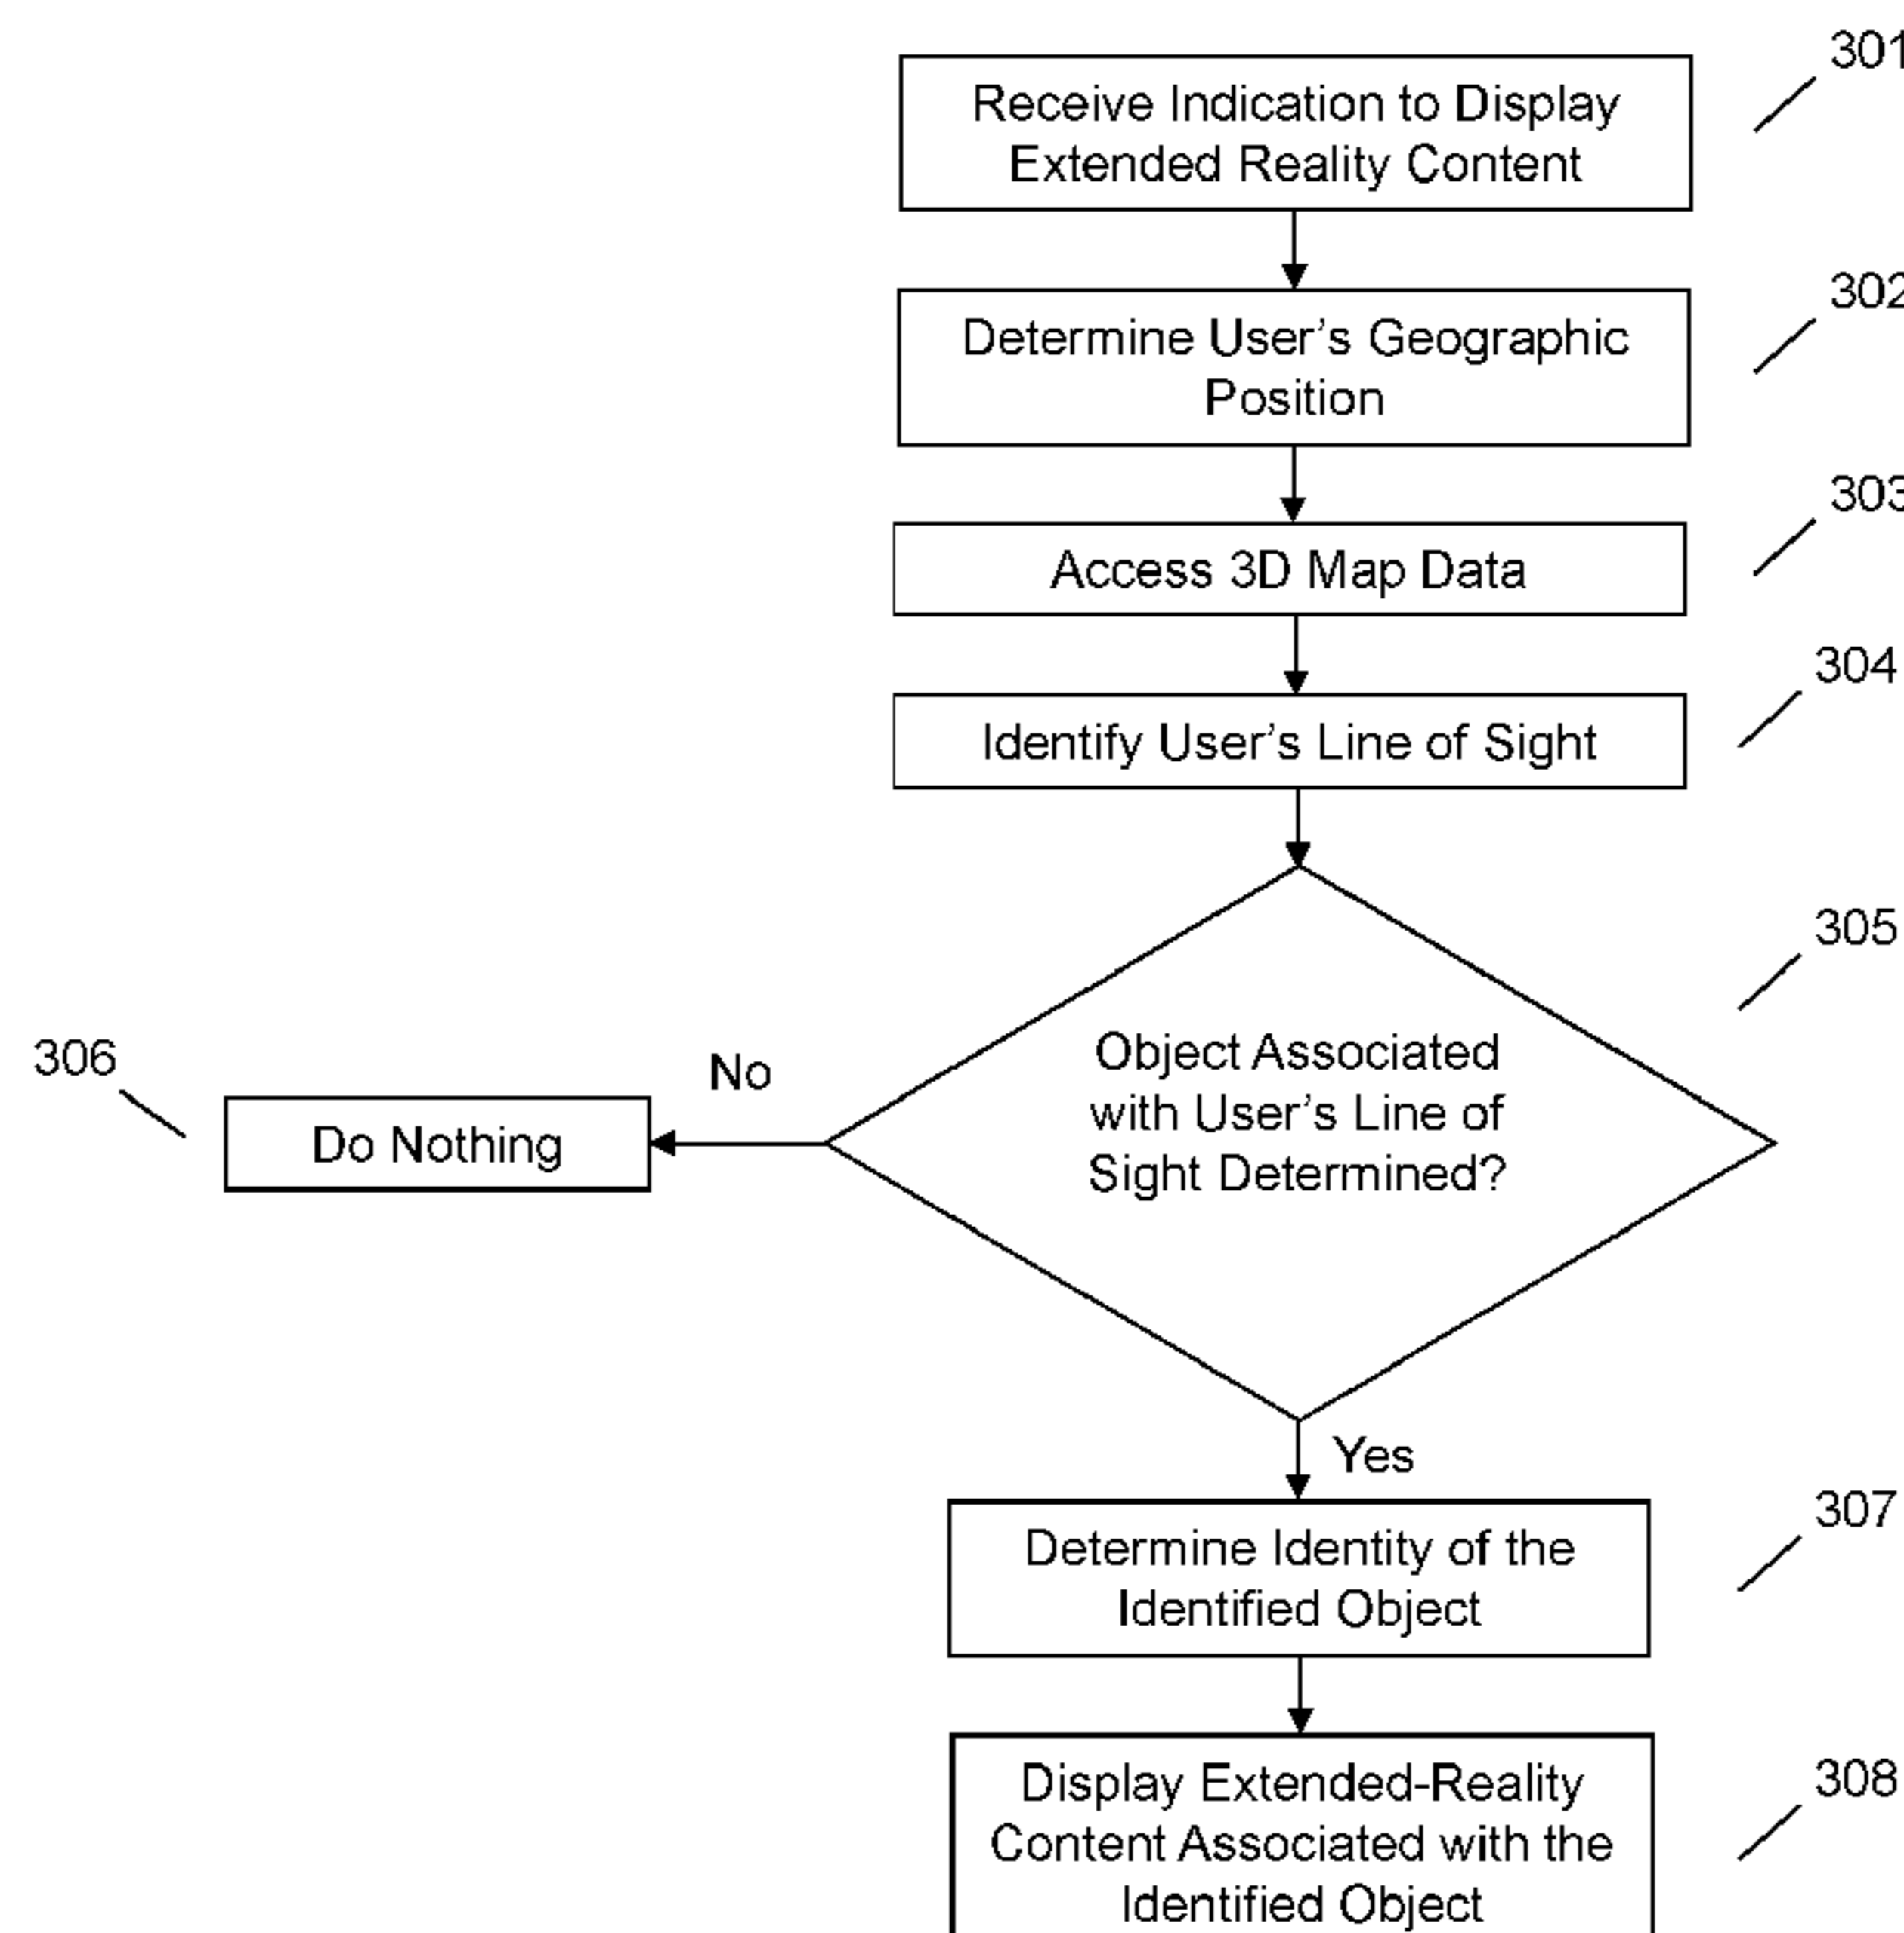 301
Receive Indication to Display
Extended Reality Content
302
Determine User's Geographic
Position
303
Access 3D Map Data
304
Identify User's Line of Sight
305
Object Associated
with User's Line of
Sight Determined?
306
No
Do Nothing
Yes
307
Determine Identity of the
Identified Object
308
Display Extended-Reality
Content Associated with the
Identified Object